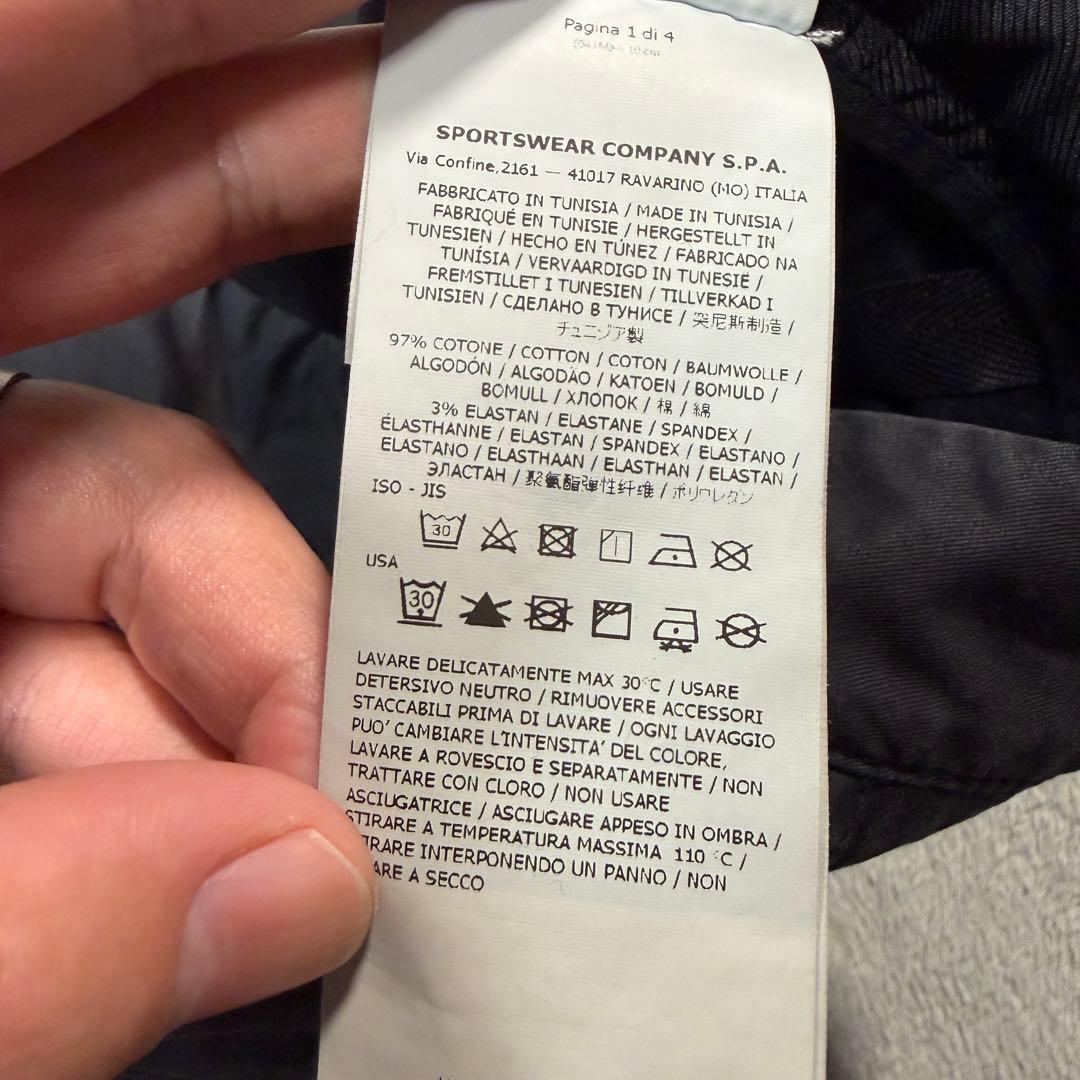 Pagina 1 di 4
SPORTSWEAR COMPANY S.P.A.
Via Confine,2161 — 41017 RAVARINO (MO) ITALIA
FABBRICATO IN TUNISIA / MADE IN TUNISIA /
FABRIQUÉ EN TUNISIE / HERGESTELLT IN
TUNESIEN / HECHO EN TÚNEZ / FABRICADO NA
TUNÍSIA / VERVAARDIGD IN TUNESIË /
FREMSTILLET I TUNESIEN / TILLVERKAD I
TUNISIEN / СДЕЛАНО В ТУНИСЕ / 突尼斯制造 /
チュニジア製
97% COTONE / COTTON / COTON / BAUMWOLLE /
ALGODÓN / ALGODÃO / KATOEN / BOMULD /
BOMULL / ХЛОПОК / 棉 / 綿
3% ELASTAN / ELASTANE / SPANDEX /
ÉLASTHANNE / ELASTAN / SPANDEX / ELASTANO /
ELASTANO / ELASTHAAN / ELASTHAN / ELASTAN /
ЭЛАСТАН / 聚氨酯弹性纤维 / ポリウレタン
ISO - JIS
30
USA
30
LAVARE DELICATAMENTE MAX 30°C / USARE
DETERSIVO NEUTRO / RIMUOVERE ACCESSORI
STACCABILI PRIMA DI LAVARE / OGNI LAVAGGIO
PUO' CAMBIARE L'INTENSITA' DEL COLORE,
LAVARE A ROVESCIO E SEPARATAMENTE / NON
TRATTARE CON CLORO / NON USARE
ASCIUGATRICE / ASCIUGARE APPESO IN OMBRA /
STIRARE A TEMPERATURA MASSIMA 110 °C /
IRARE INTERPONENDO UN PANNO / NON
ARE A SECCO